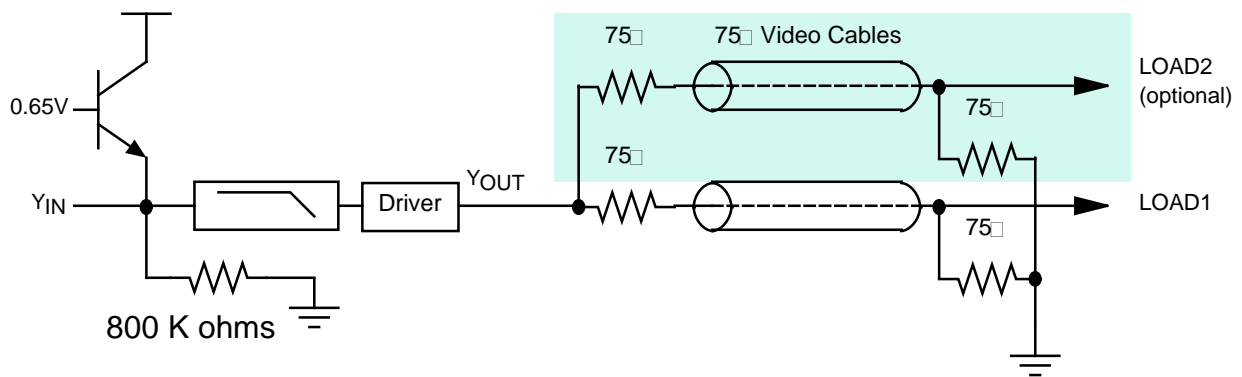 75□ 75□ Video Cables
LOAD2
(optional)
0.65V
75□
75□
YIN
Driver
YOUT
LOAD1
75□
800 K ohms